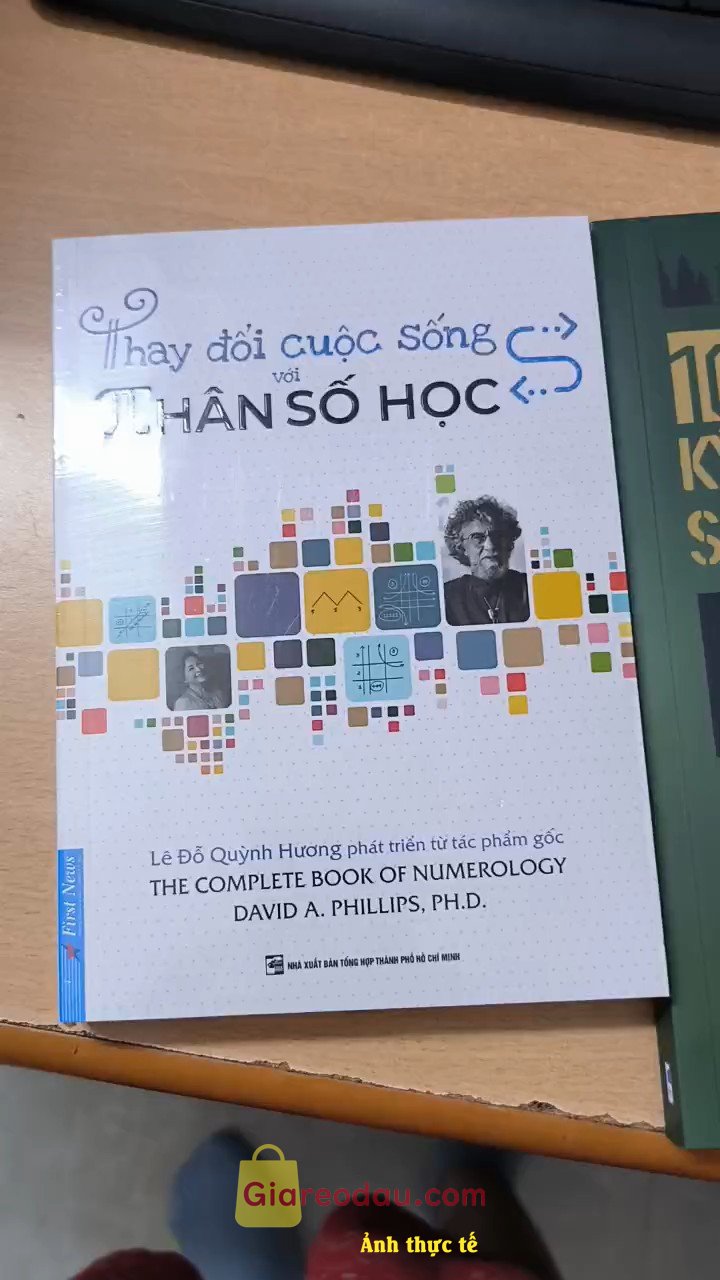 Thay đổi cuộc sống
với
THÂN SỐ HỌC
Lê Đỗ Quỳnh Hương phát triển từ tác phẩm gốc
THE COMPLETE BOOK OF NUMEROLOGY
DAVID A. PHILLIPS, PH.D.
First News
NHÀ XUẤT BẢN TỔNG HỢP THÀNH PHỐ HỒ CHÍ MINH
10
Giareodau.com
Ảnh thực tế